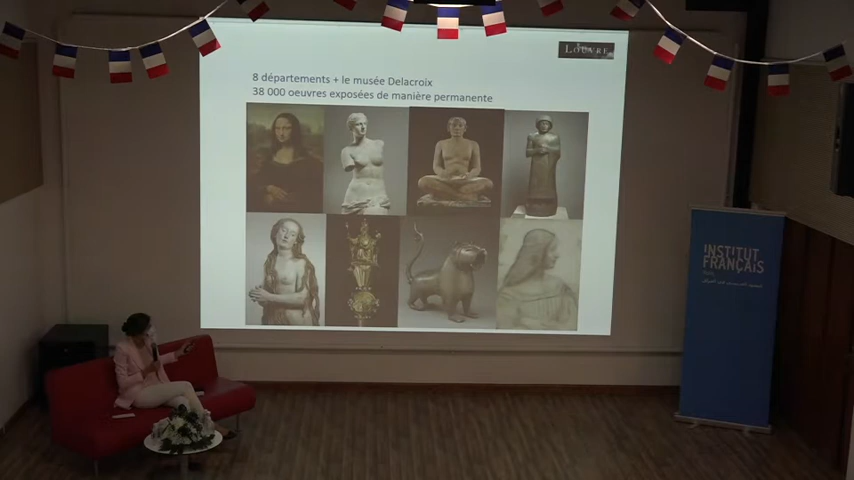 LOUVRE
8 départements + le musée Delacroix
38 000 oeuvres exposées de manière permanente
INSTITUT
FRANÇAIS